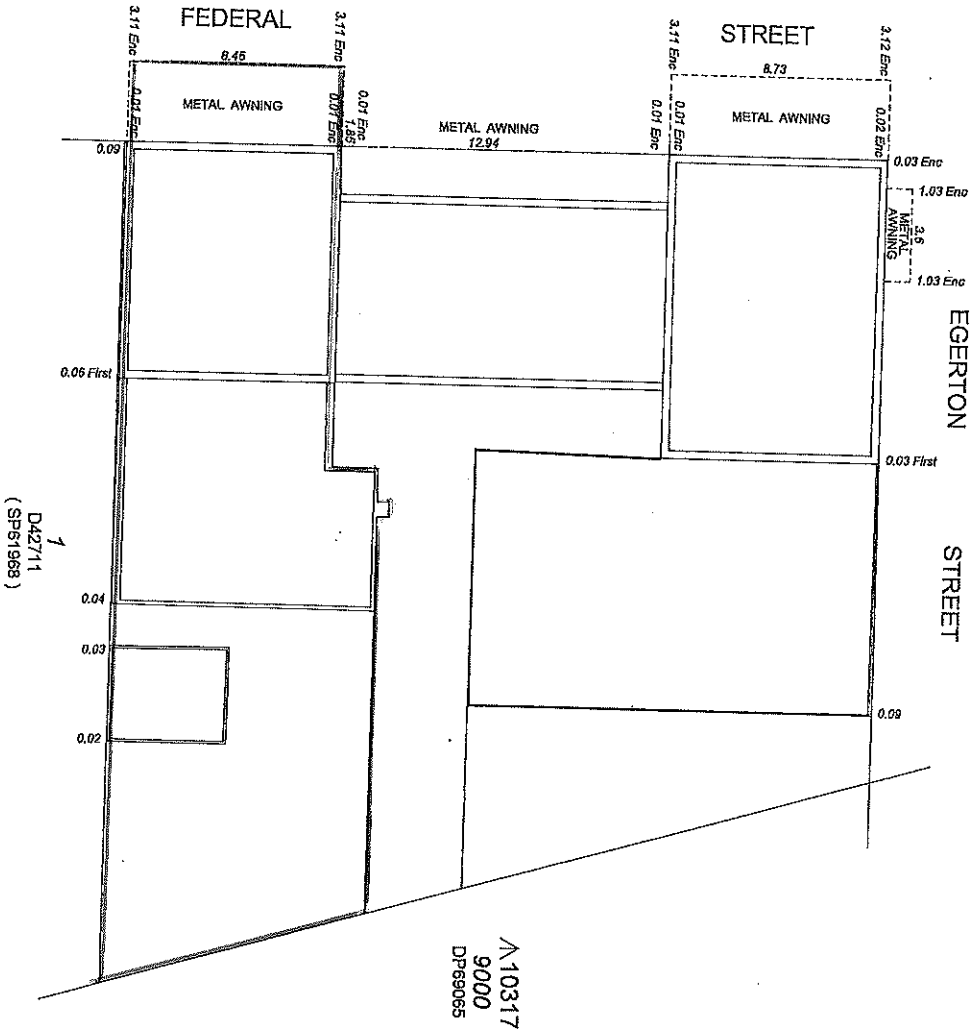 FEDERAL
STREET
3.11 Enc
8.45
3.11 Enc
3.11 Enc
8.73
3.12 Enc
METAL AWNING
0.01 Enc
0.01 Enc
0.01 Enc
1.86
METAL AWNING
12.94
0.01 Enc
0.01 Enc
METAL AWNING
0.02 Enc
0.09
0.03 Enc
1.03 Enc
3.6
METAL
AWNING
1.03 Enc
EGERTON
STREET
0.06 First
0.03 First
1
D42711
( SP61968 )
0.04
0.03
0.02
0.09
10317
9000
DP69065